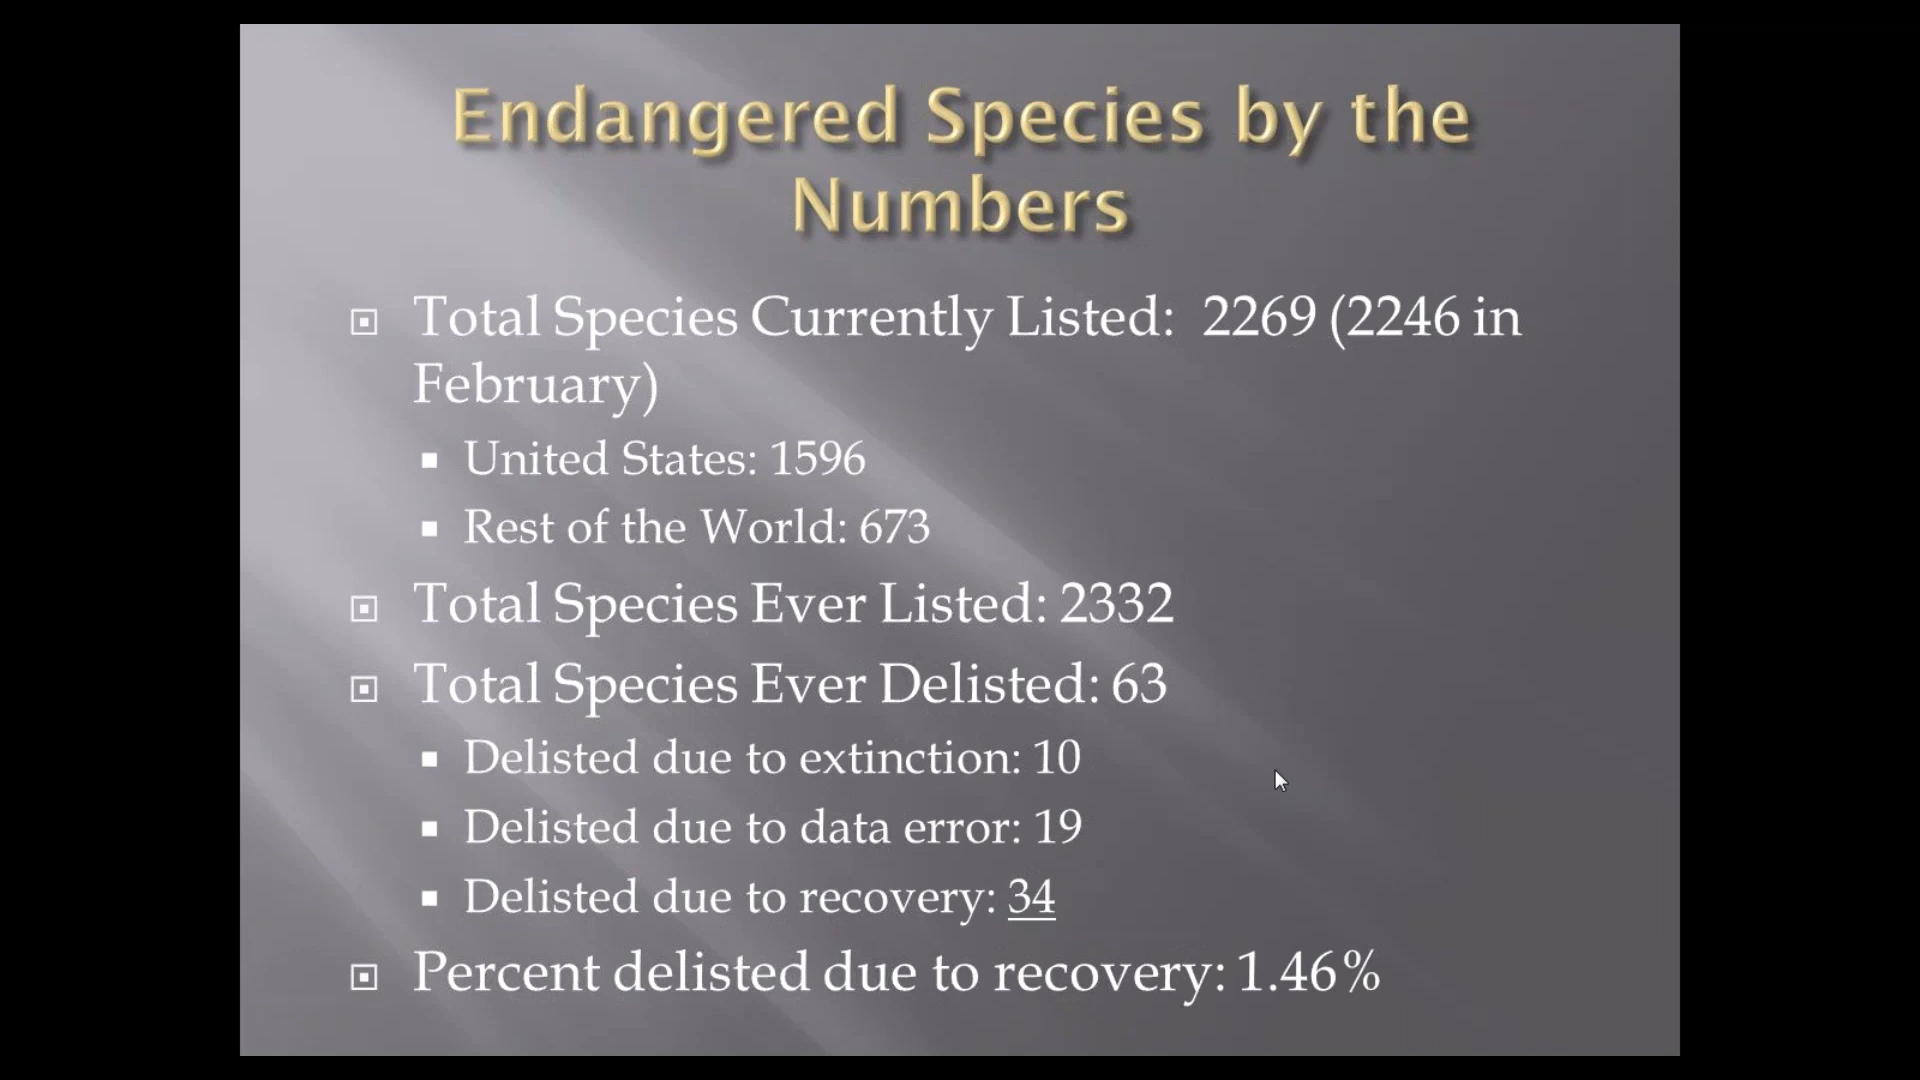 Endangered Species by the
Numbers
Total Species Currently Listed: 2269 (2246 in
February)
United States: 1596
Rest of the World: 673
Total Species Ever Listed: 2332
Total Species Ever Delisted: 63
Delisted due to extinction: 10
Delisted due to data error: 19
Delisted due to recovery: 34
Percent delisted due to recovery: 1.46%